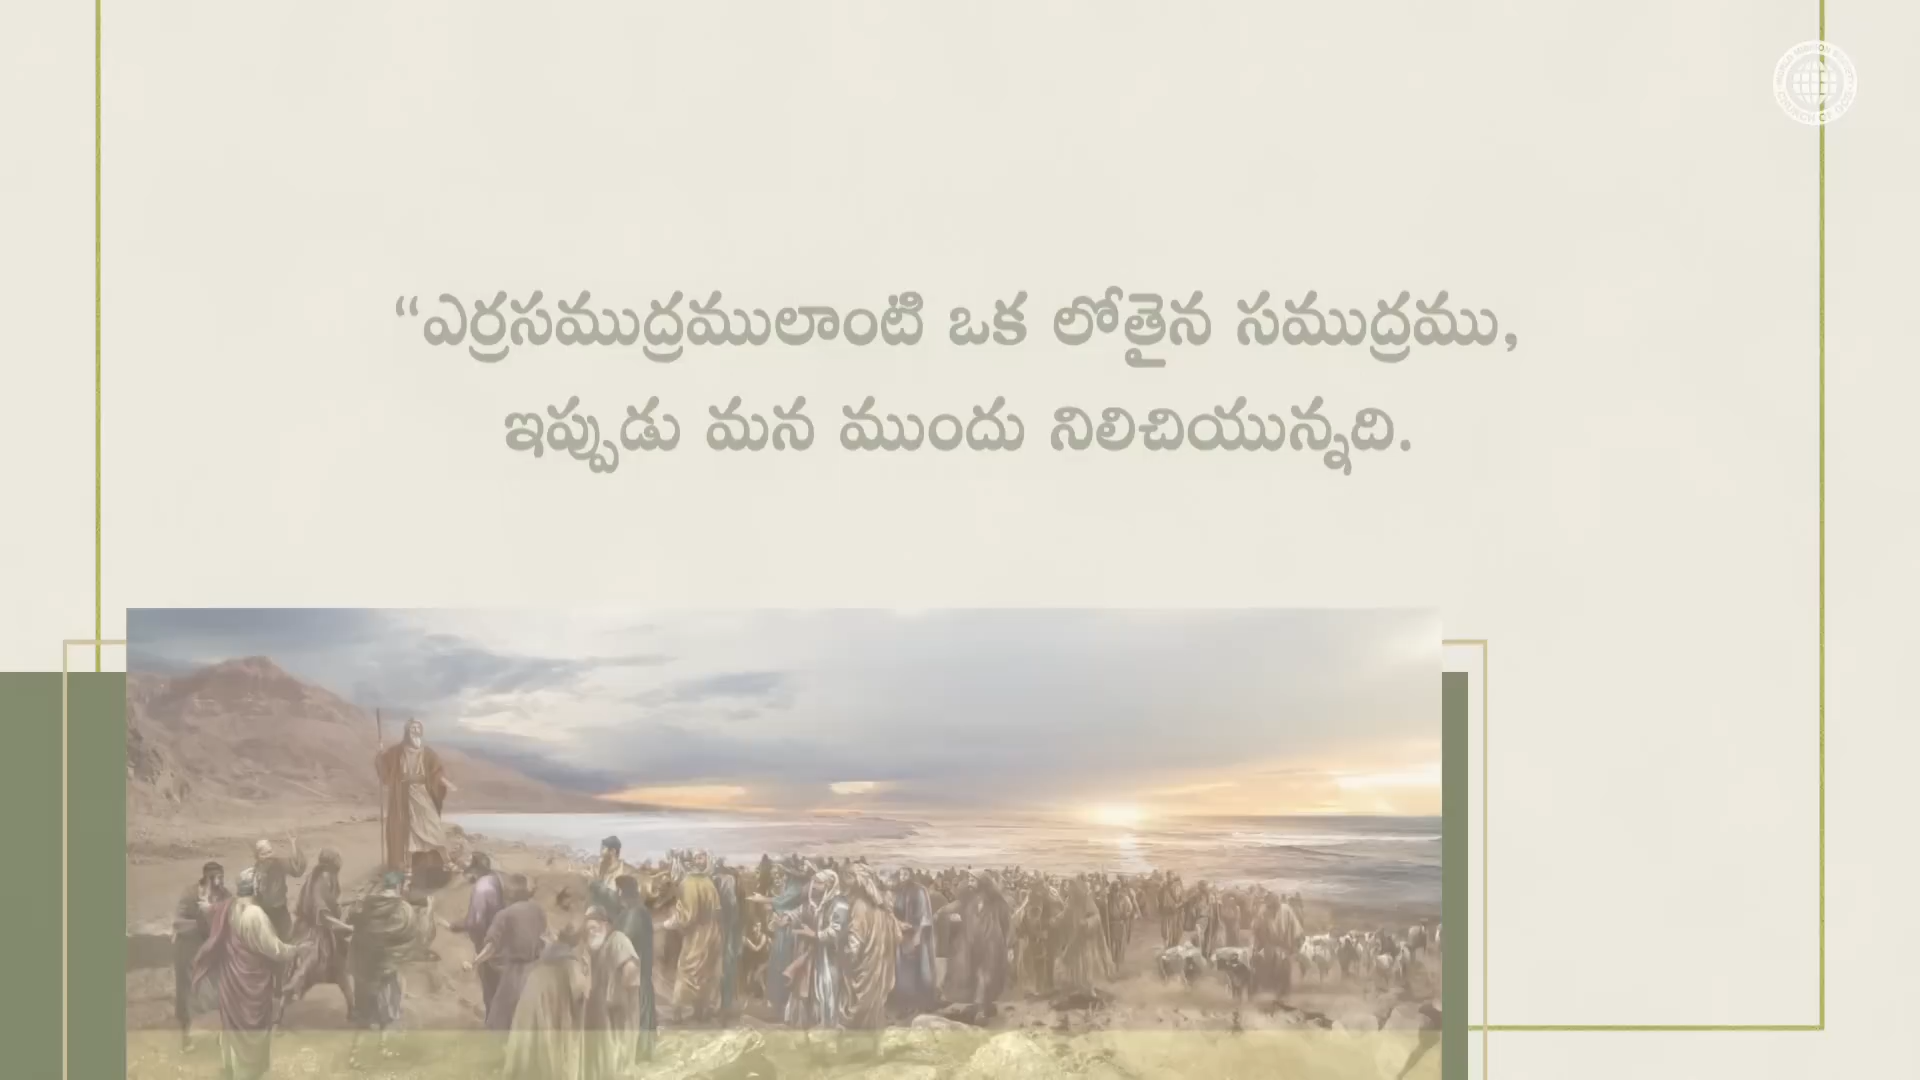 “ఎర్రసముద్రములాంటి ఒక లోతైన సముద్రము,
ఇప్పుడు మన ముందు నిలిచియున్నది.